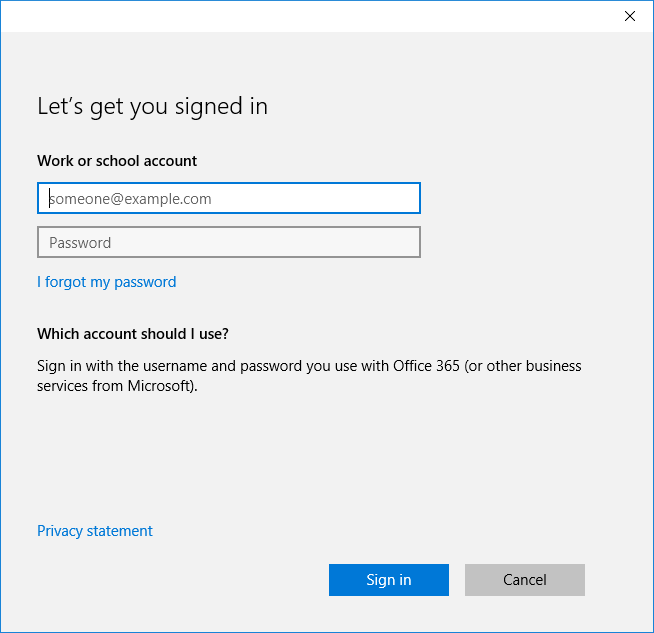 Let’s get you signed in
Work or school account
someone@example.com
Password
I forgot my password
Which account should I use?
Sign in with the username and password you use with Office 365 (or other business
services from Microsoft).
Privacy statement
Sign in
Cancel